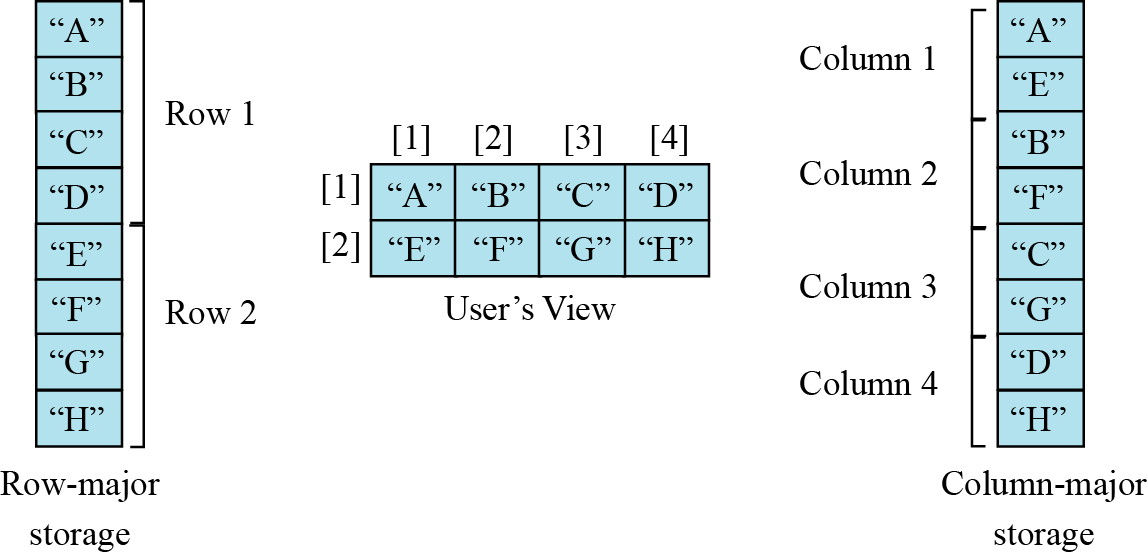 “A”
“B”
“C”
“D”
“E”
“F”
“G”
“H”
Row 1
Row 2
Row-major
storage
[1] [2] [3] [4]
[1] “A” “B” “C” “D”
[2] “E” “F” “G” “H”
User’s View
Column 1
Column 2
Column 3
Column 4
“A”
“E”
“B”
“F”
“C”
“G”
“D”
“H”
Column-major
storage